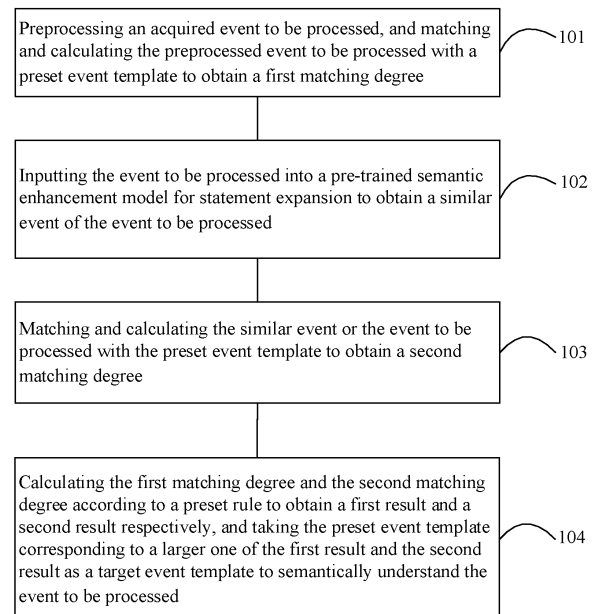 Preprocessing an acquired event to be processed, and matching
and calculating the preprocessed event to be processed with a
preset event template to obtain a first matching degree
101
Inputting the event to be processed into a pre-trained semantic
enhancement model for statement expansion to obtain a similar
event of the event to be processed
102
Matching and calculating the similar event or the event to be
processed with the preset event template to obtain a second
matching degree
103
Calculating the first matching degree and the second matching
degree according to a preset rule to obtain a first result and a
second result respectively, and taking the preset event template
corresponding to a larger one of the first result and the second
result as a target event template to semantically understand the
event to be processed
104